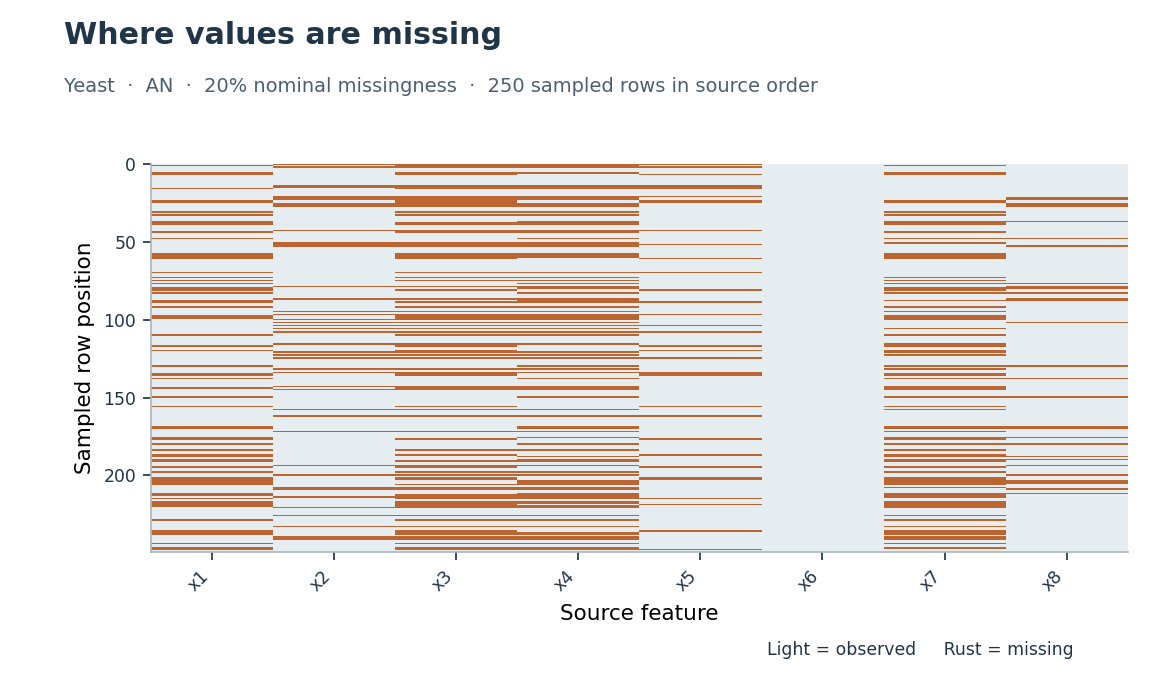 Where values are missing
Yeast · AN · 20% nominal missingness · 250 sampled rows in source order
0
50
100
150
200
Sampled row position
x1 x2 x3 x4 x5 x6 x7 x8
Source feature
Light = observed Rust = missing